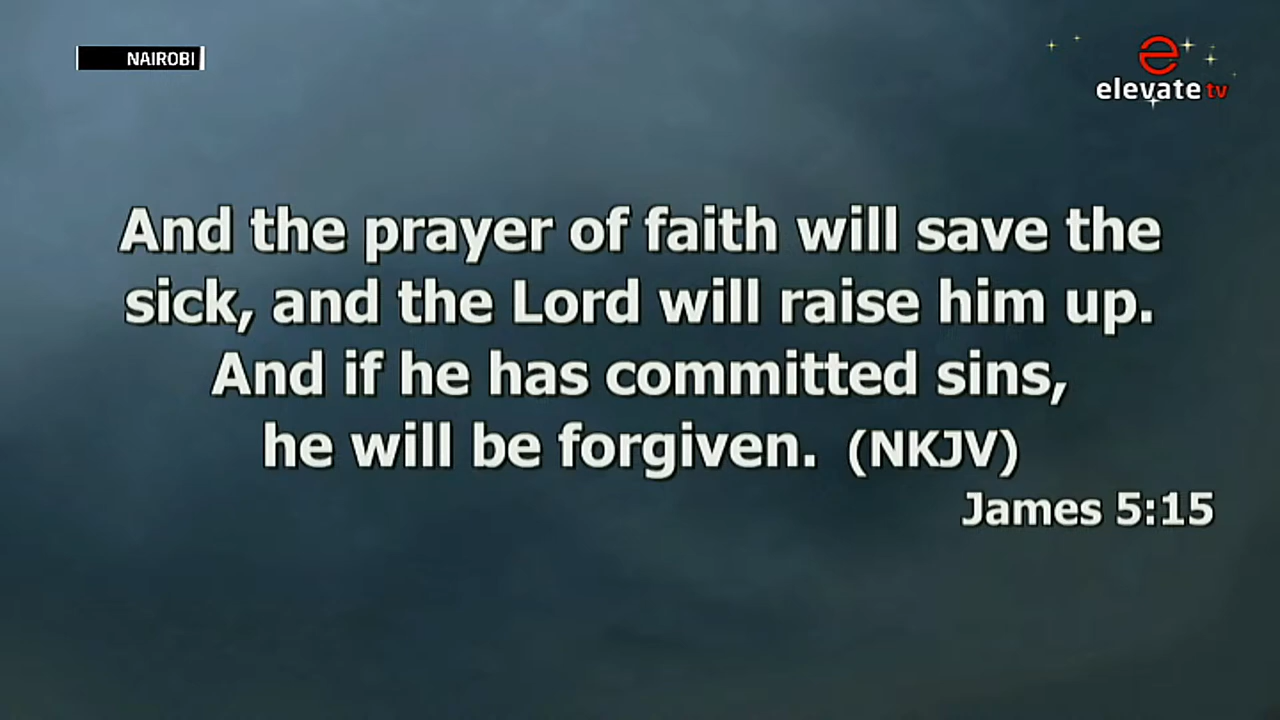 NAIROBI
e
elevate tv
And the prayer of faith will save the
sick, and the Lord will raise him up.
And if he has committed sins,
he will be forgiven. (NKJV)
James 5:15